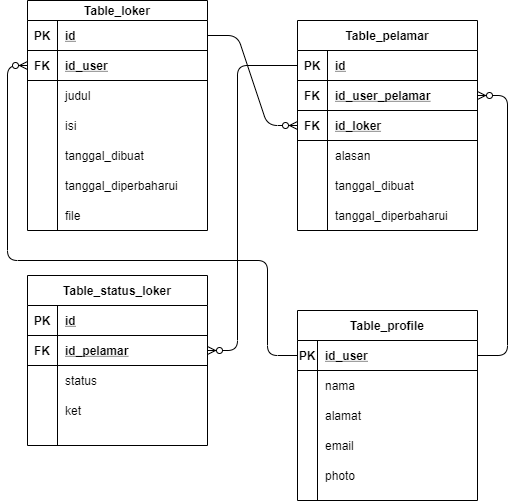 Table_loker
PK id
FK id_user
judul
isi
tanggal_dibuat
tanggal_diperbaharui
file
Table_pelamar
PK id
FK id_user_pelamar
FK id_loker
alasan
tanggal_dibuat
tanggal_diperbaharui
Table_status_loker
PK id
FK id_pelamar
status
ket
Table_profile
PK id_user
nama
alamat
email
photo